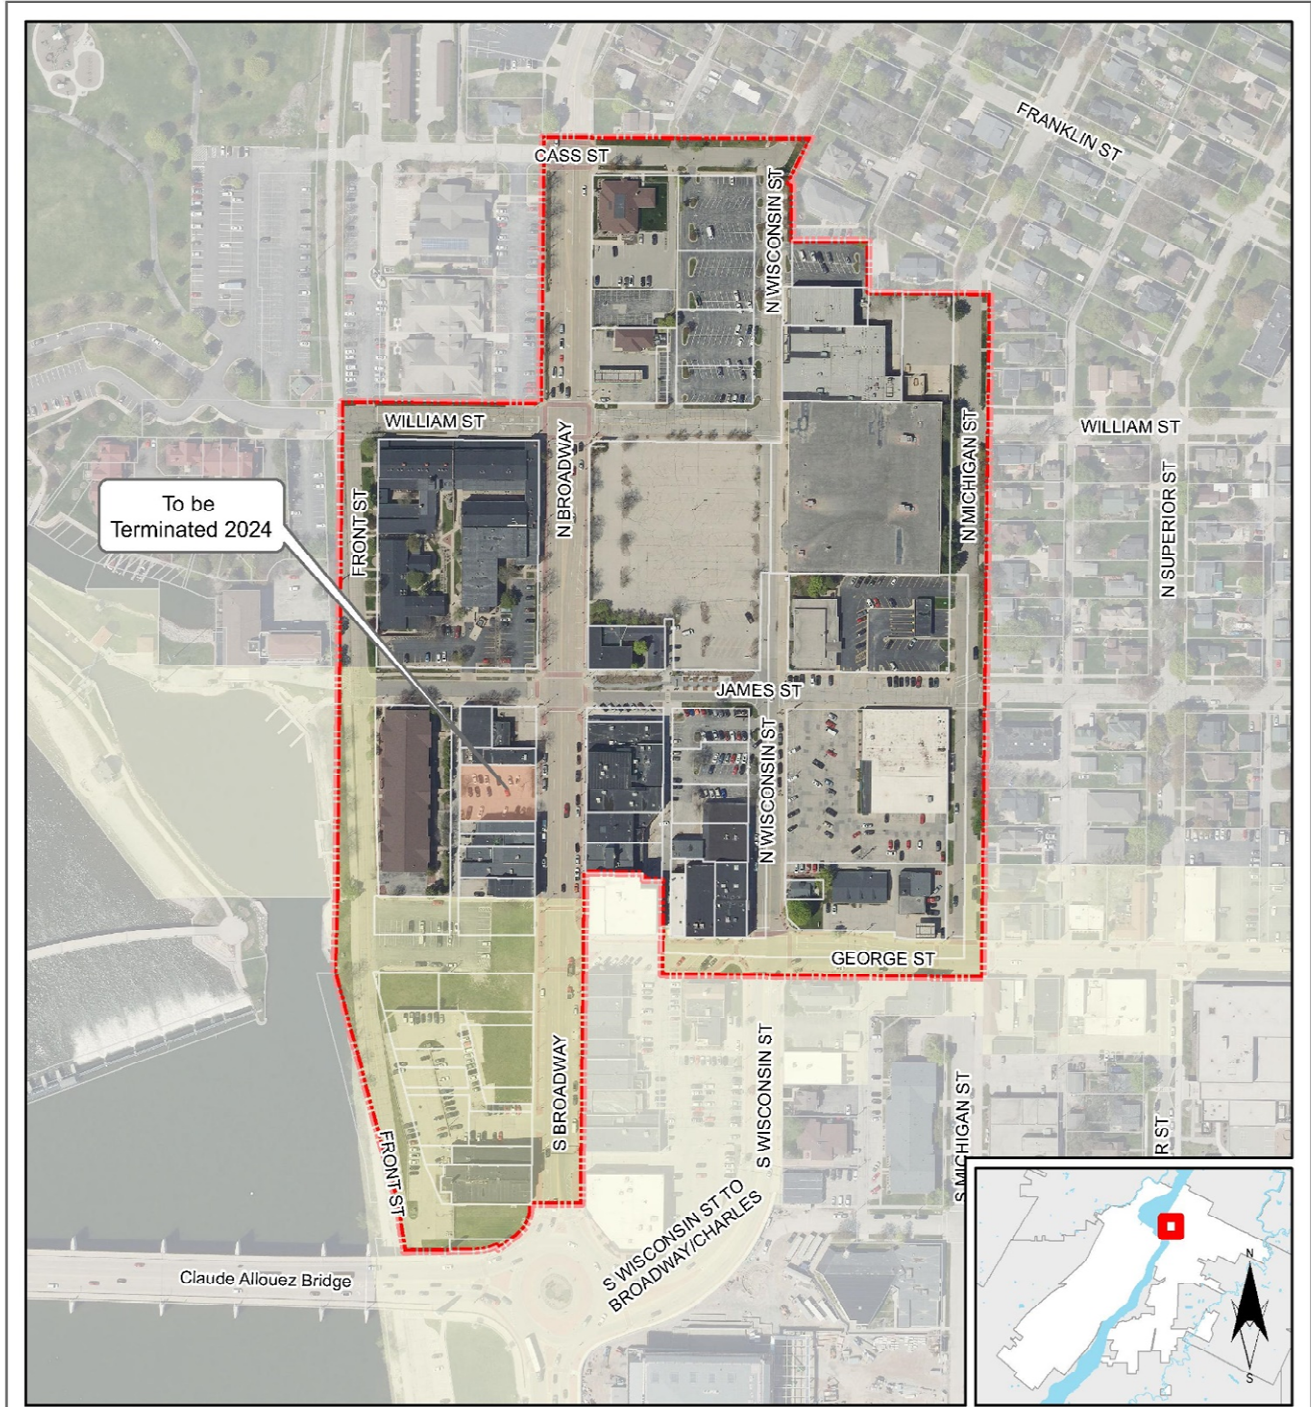 CASS ST
FRANKLIN ST
N WISCONSIN ST
WILLIAM ST
WILLIAM ST
N BROADWAY
N MICHIGAN ST
N SUPERIOR ST
FRONT ST
To be
Terminated 2024
JAMES ST
N WISCONSIN ST
GEORGE ST
S BROADWAY
S WISCONSIN ST
S MICHIGAN ST
R ST
FRONT ST
S WISCONSIN ST TO
BROADWAY/CHARLES
Claude Allouez Bridge
N
S